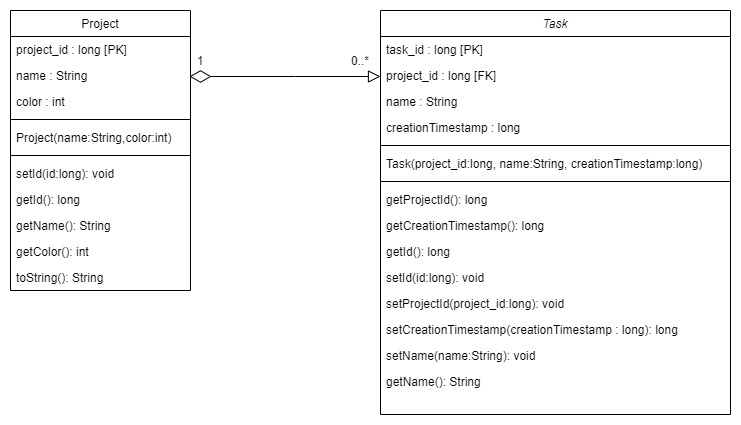 Project
project_id : long [PK]
name : String
color : int
Project(name:String,color:int)
setId(id:long): void
getId(): long
getName(): String
getColor(): int
toString(): String
1
0..*
Task
task_id : long [PK]
project_id : long [FK]
name : String
creationTimestamp : long
Task(project_id:long, name:String, creationTimestamp:long)
getProjectId(): long
getCreationTimestamp(): long
getId(): long
setId(id:long): void
setProjectId(project_id:long): void
setCreationTimestamp(creationTimestamp : long): long
setName(name:String): void
getName(): String